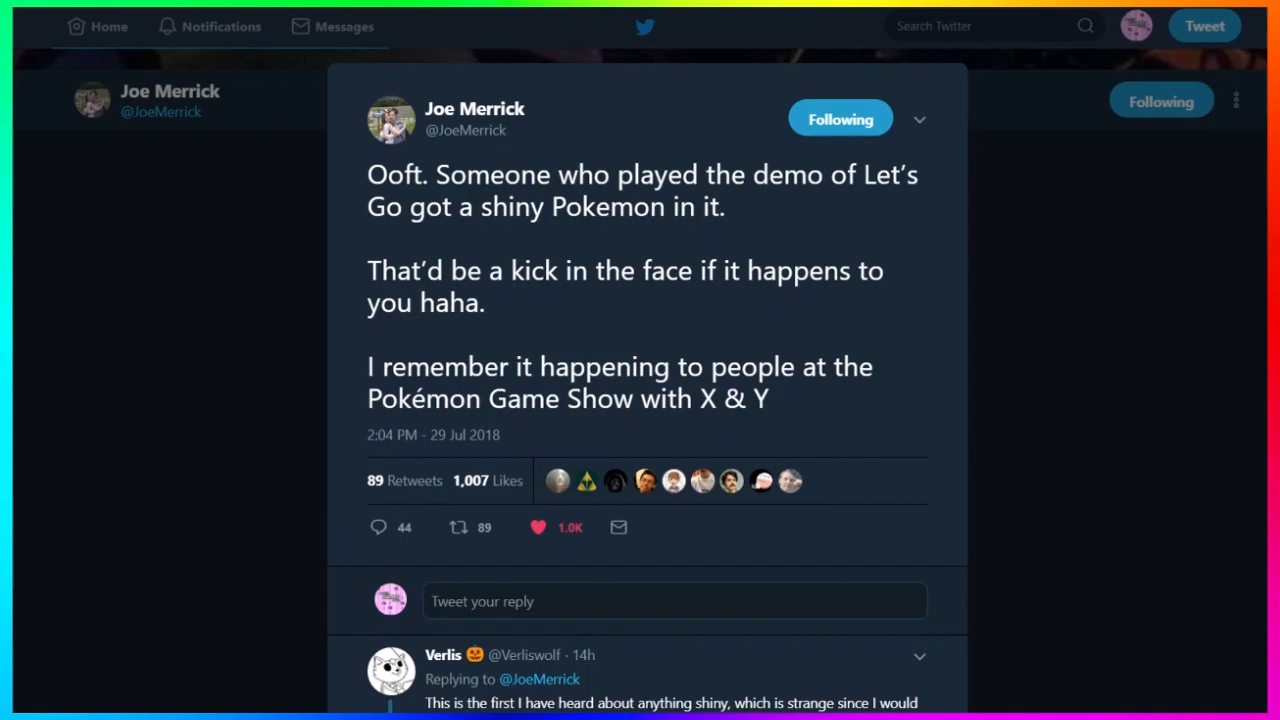 Home Notifications Messages Search Twitter Tweet
Joe Merrick
@JoeMerrick
Following
Joe Merrick
@JoeMerrick
Following
Ooft. Someone who played the demo of Let's
Go got a shiny Pokemon in it.
That'd be a kick in the face if it happens to
you haha.
I remember it happening to people at the
Pokémon Game Show with X & Y
2:04 PM - 29 Jul 2018
89 Retweets 1,007 Likes
44 89 1.0K
Tweet your reply
Verlis @Verliswolf · 14h
Replying to @JoeMerrick
This is the first I have heard about anything shiny, which is strange since I would